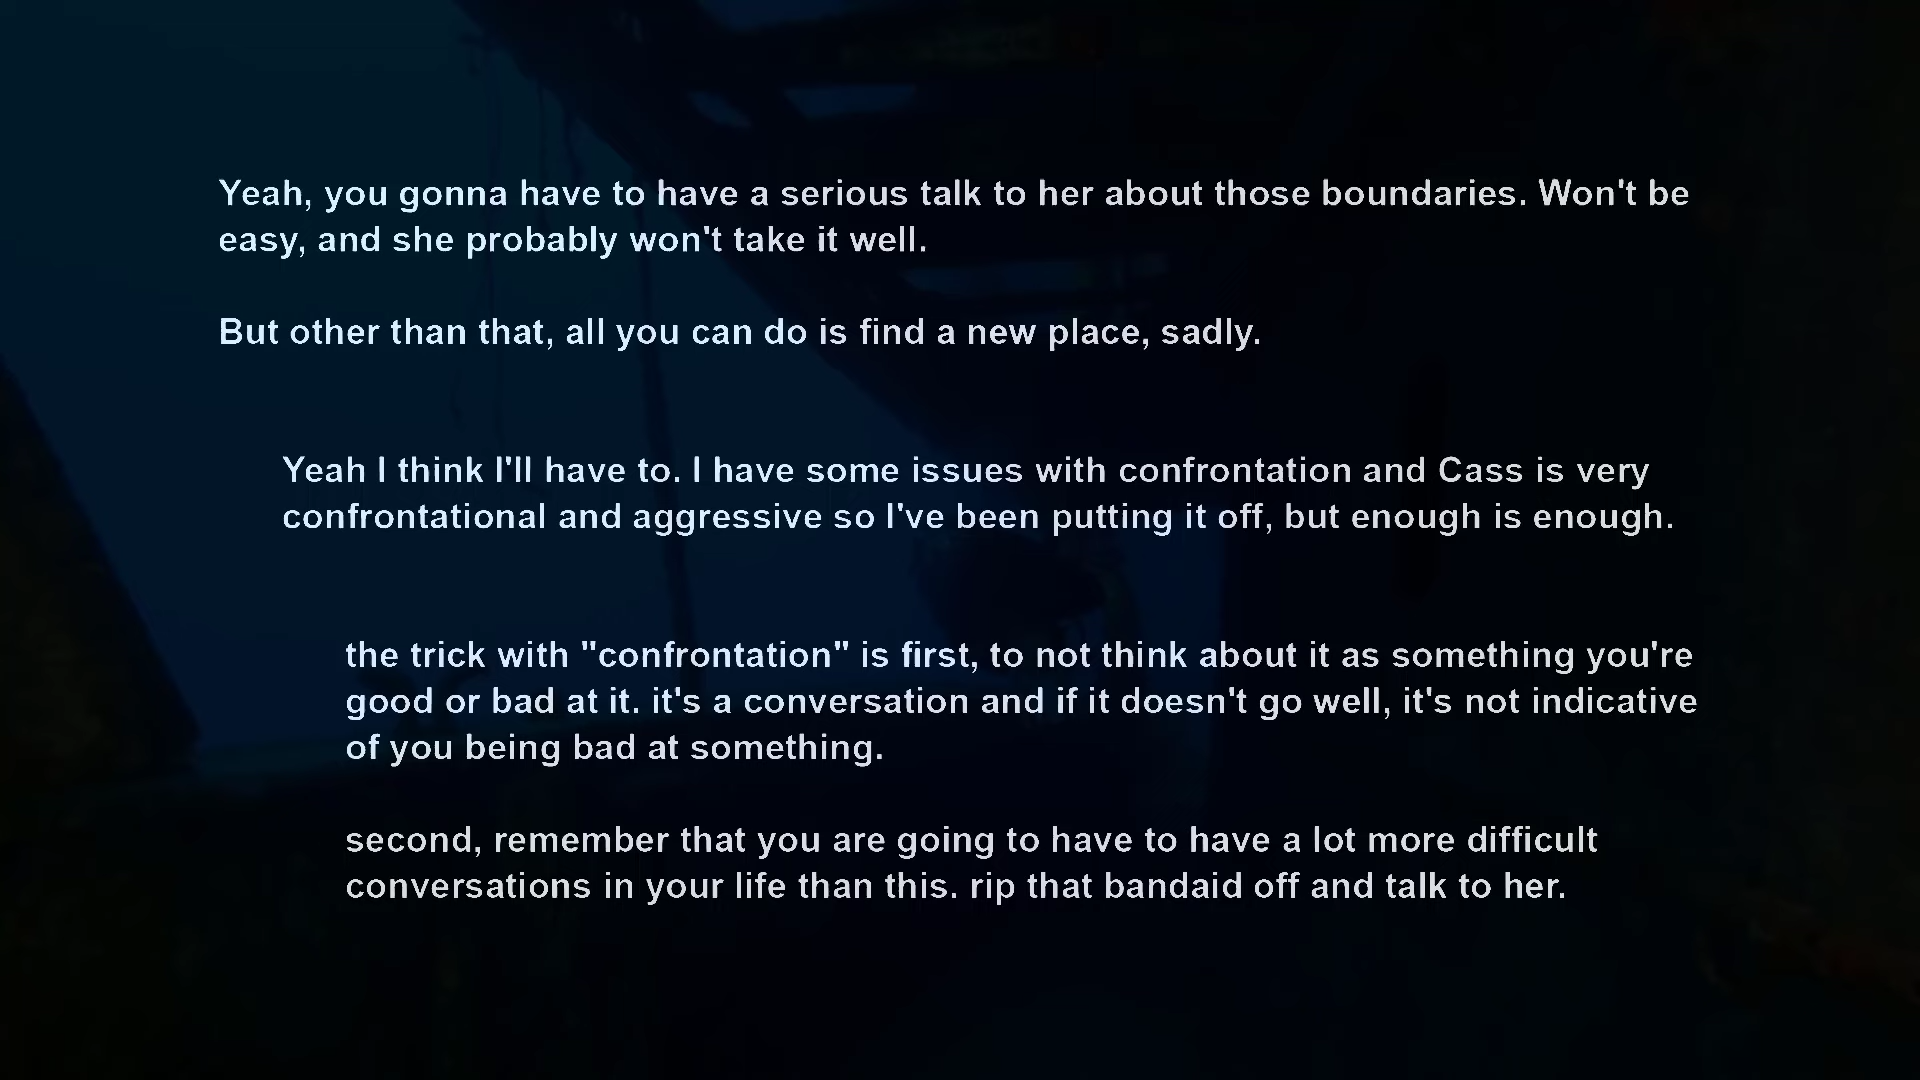 Yeah, you gonna have to have a serious talk to her about those boundaries. Won't be
easy, and she probably won't take it well.
But other than that, all you can do is find a new place, sadly.
Yeah I think I'll have to. I have some issues with confrontation and Cass is very
confrontational and aggressive so I've been putting it off, but enough is enough.
the trick with "confrontation" is first, to not think about it as something you're
good or bad at it. it's a conversation and if it doesn't go well, it's not indicative
of you being bad at something.
second, remember that you are going to have to have a lot more difficult
conversations in your life than this. rip that bandaid off and talk to her.